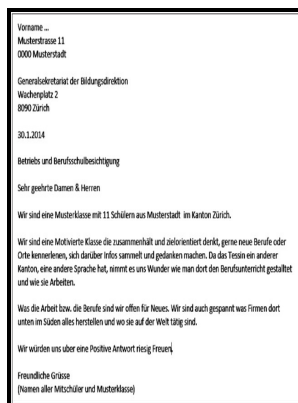 Vorname ...
Musterstrasse 11
0000 Musterstadt
Generalsekretariat der Bildungsdirektion
Wachenplatz 2
8090 Zürich
30.1.2014
Betriebs und Berufsschulbesichtigung
Sehr geehrte Damen & Herren
Wir sind eine Musterklasse mit 11 Schülern aus Musterstadt im Kanton Zürich.
Wir sind eine Motivierte Klasse die zusammenhält und zielorientiert denkt, gerne neue Berufe oder
Orte kennerlenen, sich darüber Infos sammelt und gedanken machen. Da das Tessin ein anderer
Kanton, eine andere Sprache hat, nimmt es uns Wunder wie man dort den Berufsunterricht gestalltet
und wie sie Arbeiten.
Was die Arbeit bzw. die Berufe sind wir offen für Neues. Wir sind auch gespannt was Firmen dort
unten im Süden alles herstellen und wo sie auf der Welt tätig sind.
Wir würden uns uber eine Positive Antwort riesig Freuen.
Freundliche Grüsse
(Namen aller Mitschüler und Musterklasse)